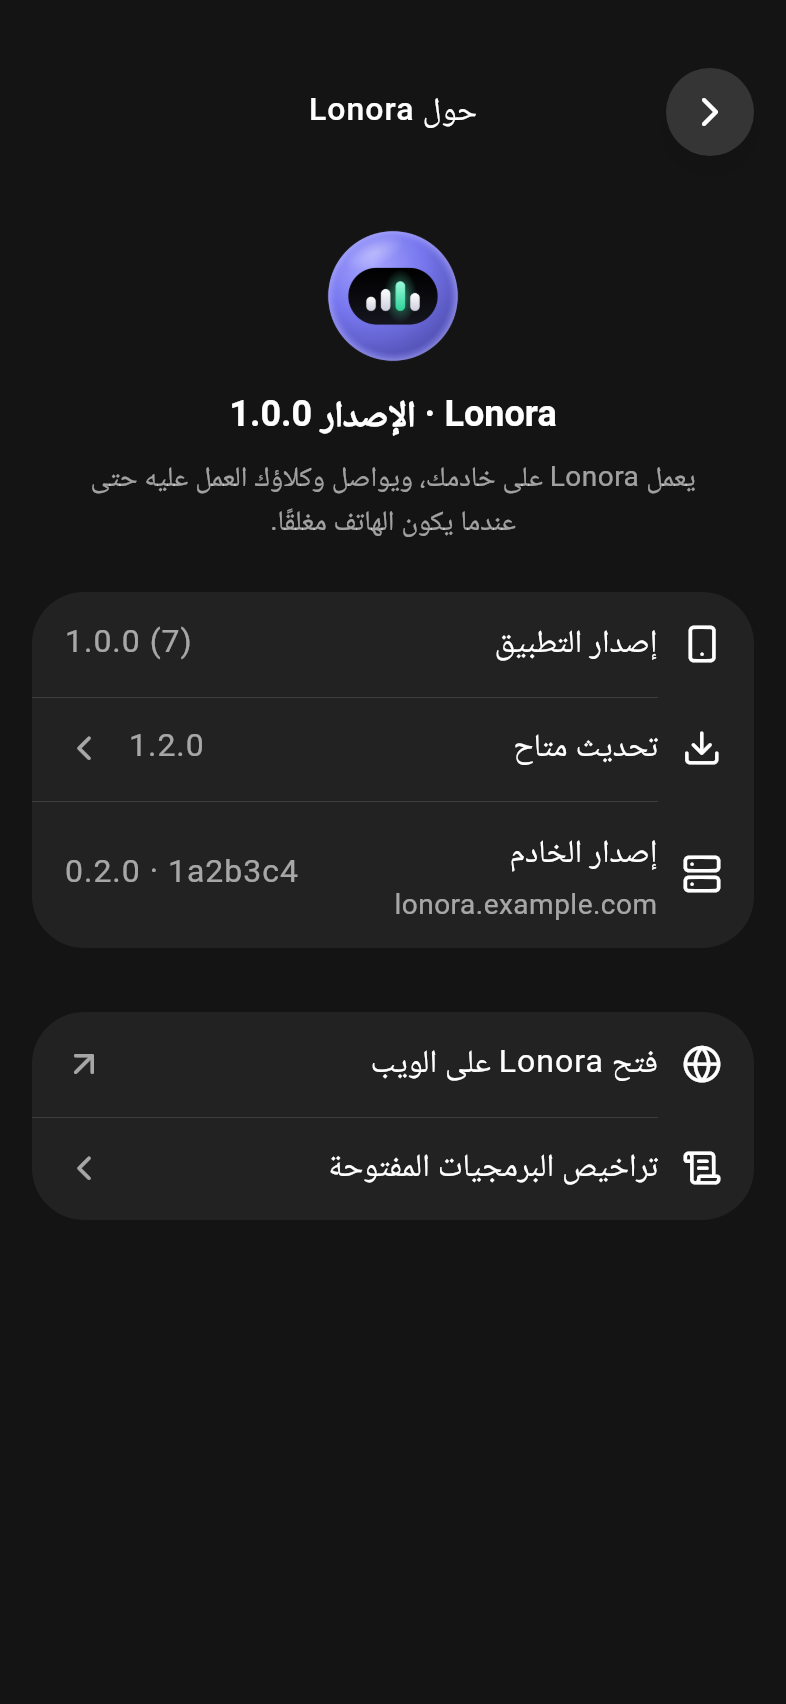 حول Lonora
Lonora · الإصدار 1.0.0
يعمل Lonora على خادمك، ويواصل وكلاؤك العمل عليه حتى
عندما يكون الهاتف مغلقًا.
إصدار التطبيق
1.0.0 (7)
تحديث متاح
1.2.0
إصدار الخادم
lonora.example.com
0.2.0 · 1a2b3c4
فتح Lonora على الويب
تراخيص البرمجيات المفتوحة